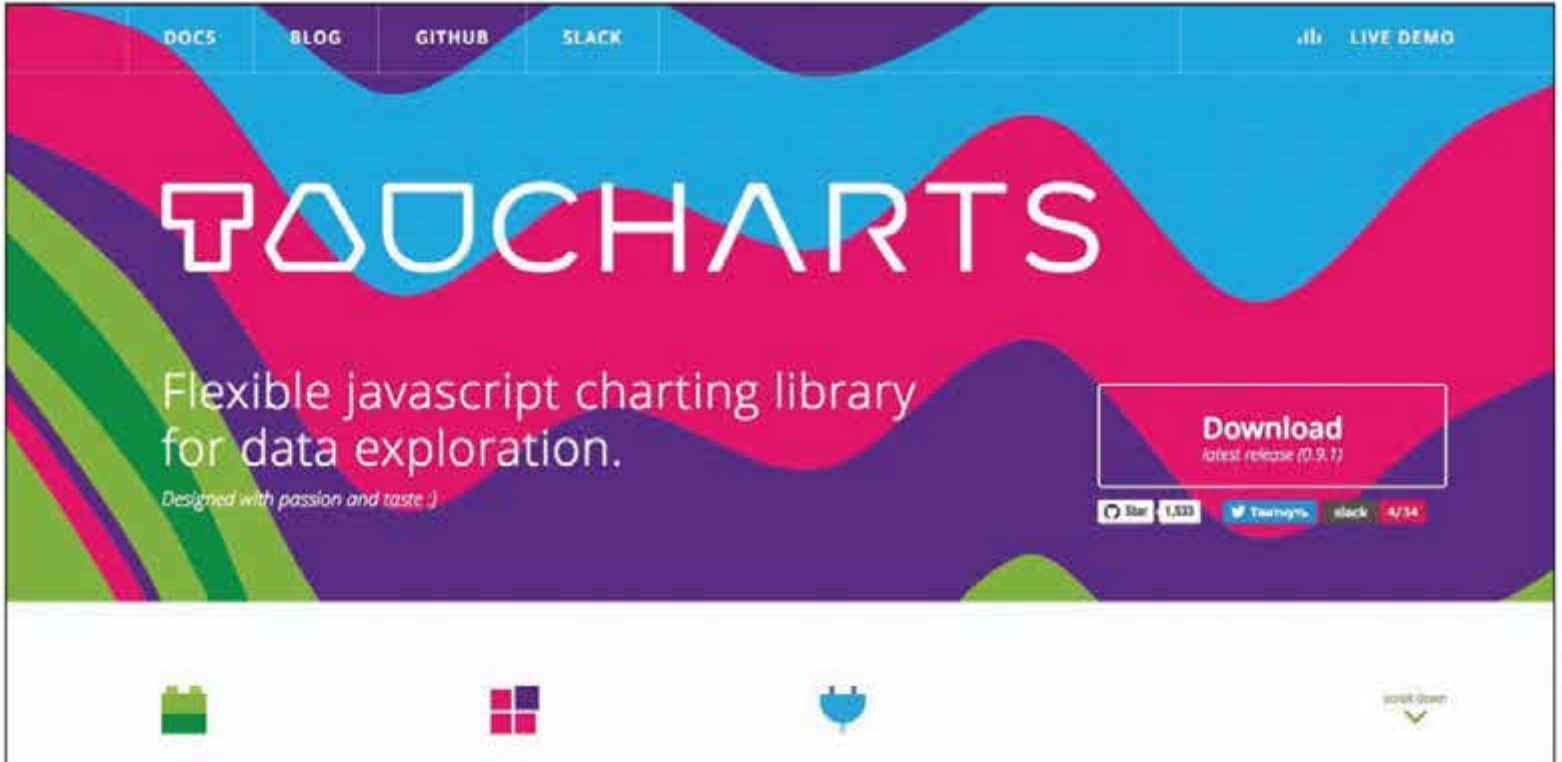 DOCS BLOG GITHUB SLACK LIVE DEMO
TAUCHARTS
Flexible javascript charting library
for data exploration.
Designed with passion and taste :)
Download
latest release (0.9.1)
Star 1,533 Твитнуть slack 4/34
scroll down